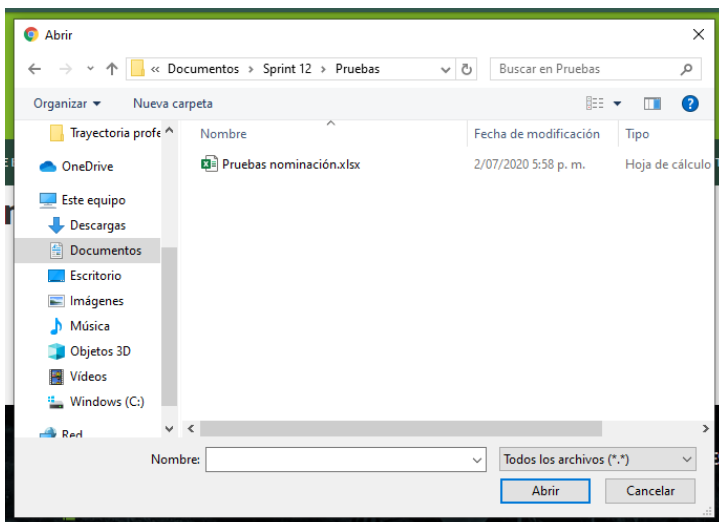 Abrir
« Documentos › Sprint 12 › Pruebas
Buscar en Pruebas
Organizar
Nueva carpeta
Trayectoria profe
OneDrive
Este equipo
Descargas
Documentos
Escritorio
Imágenes
Música
Objetos 3D
Vídeos
Windows (C:)
Red
Nombre
Fecha de modificación
Tipo
Pruebas nominación.xlsx
2/07/2020 5:58 p. m.
Hoja de cálculo
Nombre:
Todos los archivos (*.*)
Abrir
Cancelar